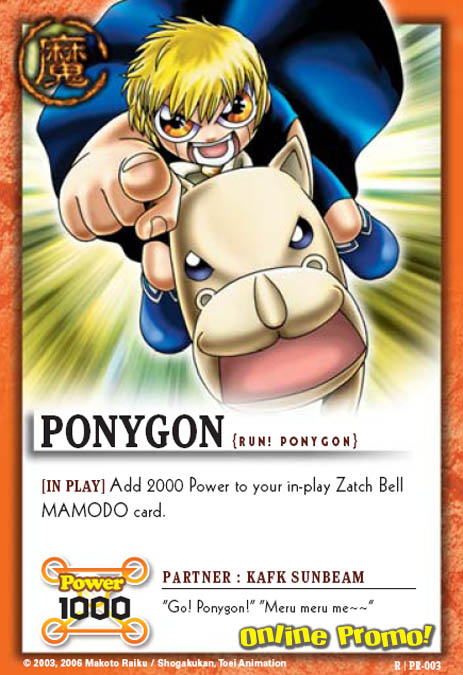 魔
PONYGON {RUN! PONYGON}
[IN PLAY] Add 2000 Power to your in-play Zatch Bell
MAMODO card.
Power
1000
PARTNER : KAFK SUNBEAM
"Go! Ponygon!" "Meru meru me~~"
Online Promo!
© 2003, 2006 Makoto Raiku / Shogakukan, Toei Animation
R | PR-003